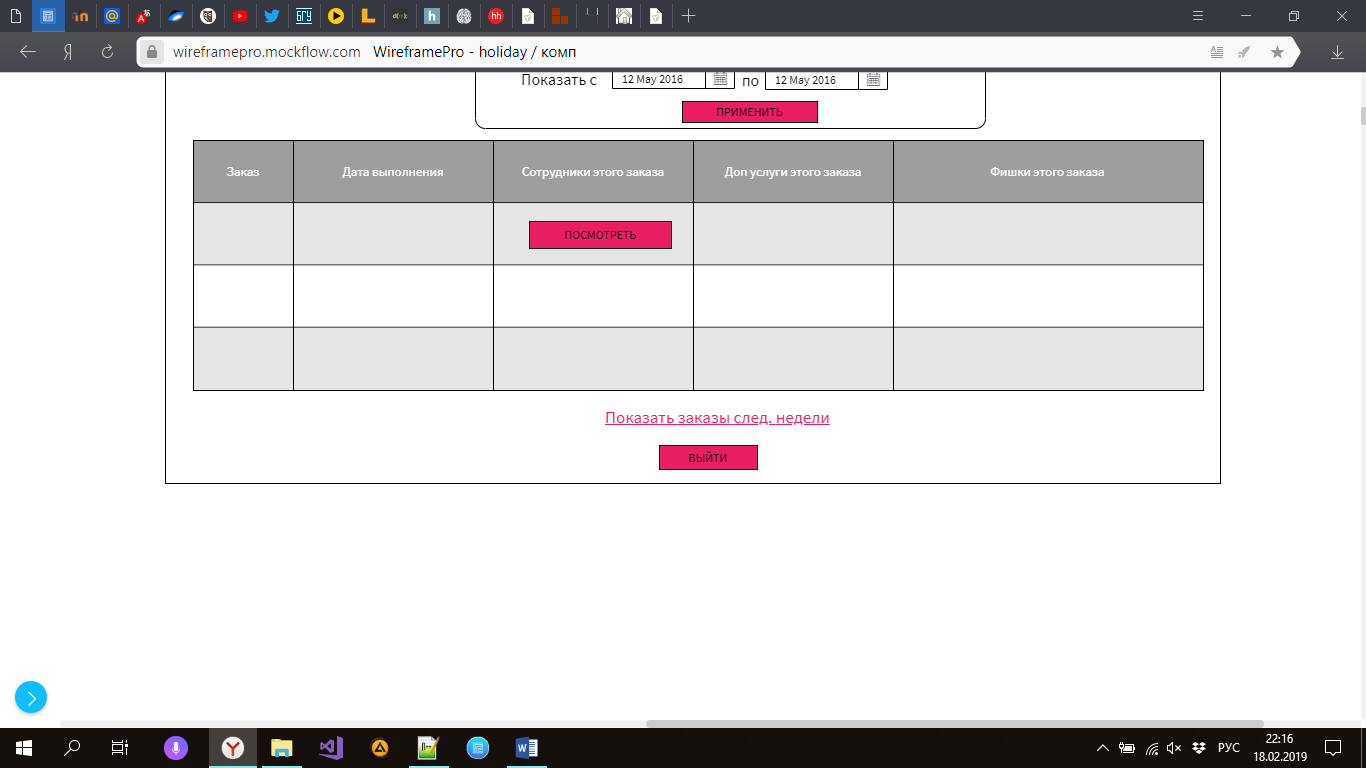 БГУ
d(m);
h
hh
wireframepro.mockflow.com WireframePro - holiday / комп
Показать с 12 May 2016 по 12 May 2016
ПРИМЕНИТЬ
Заказ Дата выполнения Сотрудники этого заказа Доп услуги этого заказа Фишки этого заказа
ПОСМОТРЕТЬ
Показать заказы след. недели
ВЫЙТИ
РУС 22:16
18.02.2019